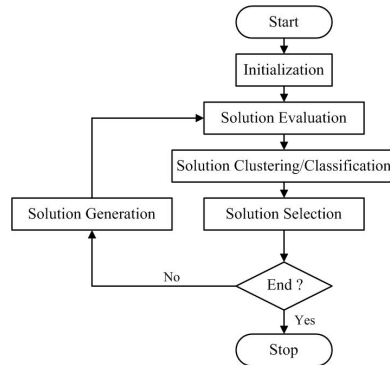 Start
Initialization
Solution Evaluation
Solution Clustering/Classification
Solution Generation
Solution Selection
No
End ?
Yes
Stop